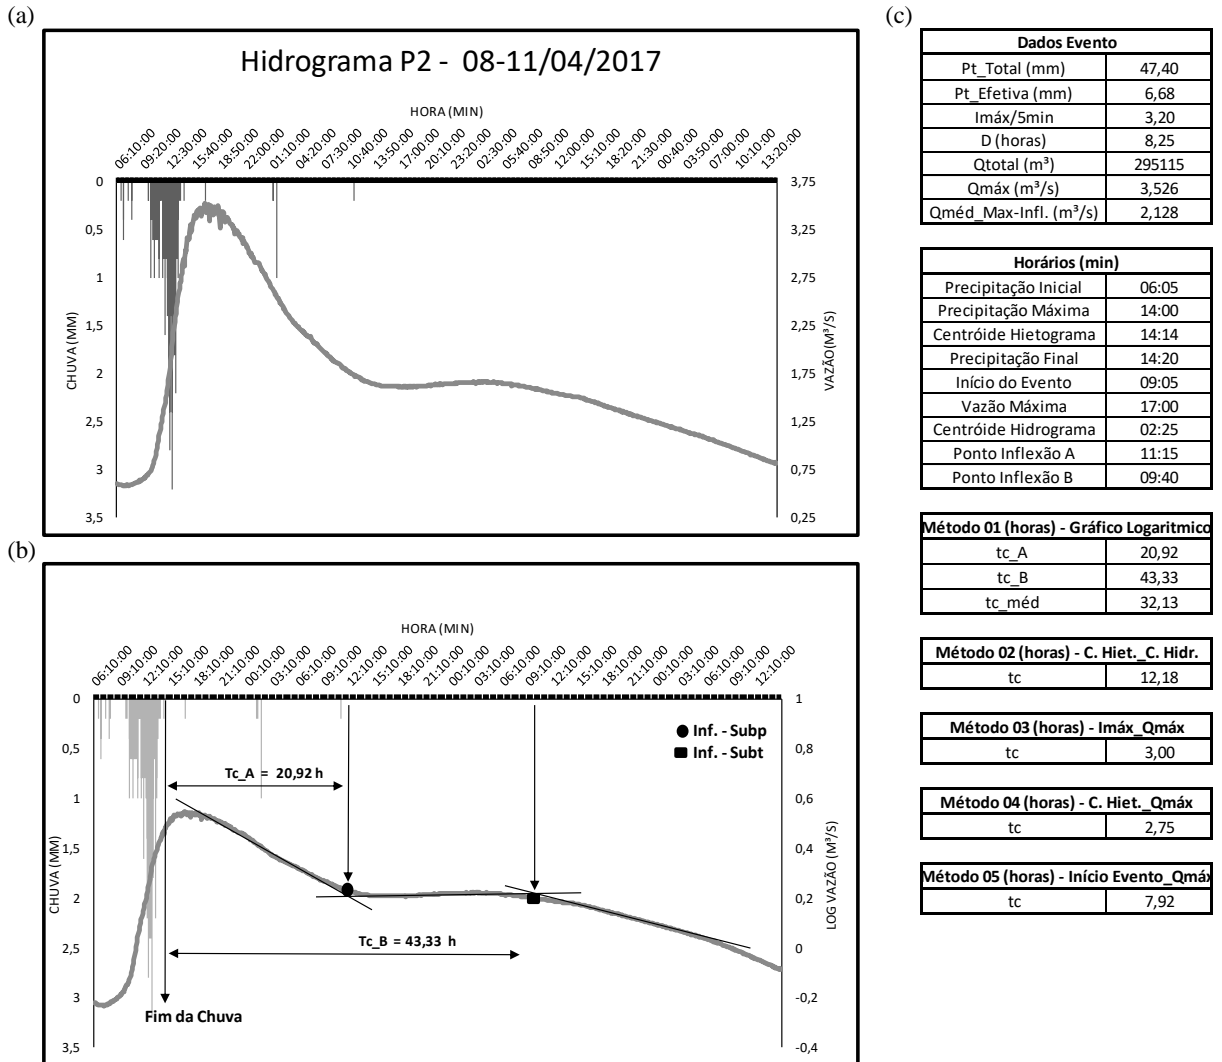 (a)
Hidrograma P2 - 08-11/04/2017
HORA (MIN)
06:10:00 09:20:00 12:30:00 15:40:00 18:50:00 22:00:00 01:10:00 04:20:00 07:30:00 10:40:00 13:50:00 17:00:00 20:10:00 23:20:00 02:30:00 05:40:00 08:50:00 12:00:00 15:10:00 18:20:00 21:30:00 00:40:00 03:50:00 07:00:00 10:10:00 13:20:00
0 3,75
0,5 3,25
1 2,75
1,5 2,25
2 1,75
2,5 1,25
3 0,75
3,5 0,25
CHUVA (MM)
VAZÃO(M³/S)
(b)
HORA (MIN)
06:10:00 09:10:00 12:10:00 15:10:00 18:10:00 21:10:00 00:10:00 03:10:00 06:10:00 09:10:00 12:10:00 15:10:00 18:10:00 21:10:00 00:10:00 03:10:00 06:10:00 09:10:00 12:10:00 15:10:00 18:10:00 21:10:00 00:10:00 03:10:00 06:10:00 09:10:00 12:10:00
0 1
0,5 0,8
1 0,6
1,5 0,4
2 0,2
2,5 0
3 -0,2
3,5 -0,4
CHUVA (MM)
LOG VAZÃO (M³/S)
Inf. - Subp
Inf. - Subt
Tc_A = 20,92 h
Tc_B = 43,33 h
Fim da Chuva
(c)
Dados Evento
Pt_Total (mm) 47,40
Pt_Efetiva (mm) 6,68
Imáx/5min 3,20
D (horas) 8,25
Qtotal (m³) 295115
Qmáx (m³/s) 3,526
Qméd_Max-Infl. (m³/s) 2,128
Horários (min)
Precipitação Inicial 06:05
Precipitação Máxima 14:00
Centróide Hietograma 14:14
Precipitação Final 14:20
Início do Evento 09:05
Vazão Máxima 17:00
Centróide Hidrograma 02:25
Ponto Inflexão A 11:15
Ponto Inflexão B 09:40
Método 01 (horas) - Gráfico Logaritmico
tc_A 20,92
tc_B 43,33
tc_méd 32,13
Método 02 (horas) - C. Hiet._C. Hidr.
tc 12,18
Método 03 (horas) - Imáx_Qmáx
tc 3,00
Método 04 (horas) - C. Hiet._Qmáx
tc 2,75
Método 05 (horas) - Início Evento_Qmáx
tc 7,92